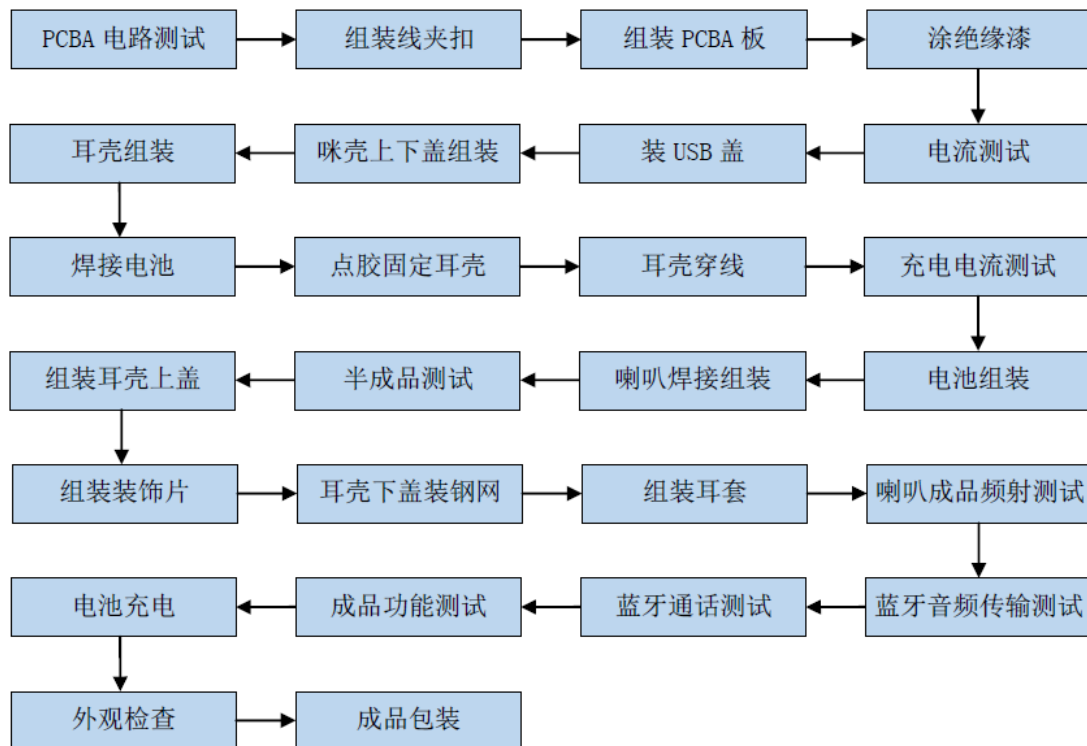 PCBA 电路测试
组装线夹扣
组装 PCBA 板
涂绝缘漆
耳壳组装
咪壳上下盖组装
装 USB 盖
电流测试
焊接电池
点胶固定耳壳
耳壳穿线
充电电流测试
组装耳壳上盖
半成品测试
喇叭焊接组装
电池组装
组装装饰片
耳壳下盖装钢网
组装耳套
喇叭成品频射测试
电池充电
成品功能测试
蓝牙通话测试
蓝牙音频传输测试
外观检查
成品包装